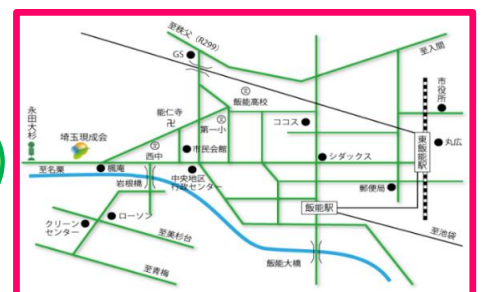 至秩父（R299）
至入間
GS
市役所
文
飯能高校
能仁寺
卍
文
第一小
ココス
永田大杉
埼玉現成会
文
西中
市民会館
東飯能駅
丸広
シダックス
至名栗
楓庵
岩根橋
中央地区
行政センター
郵便局
飯能駅
ローソン
クリーン
センター
至美杉台
至池袋
飯能大橋
至青梅